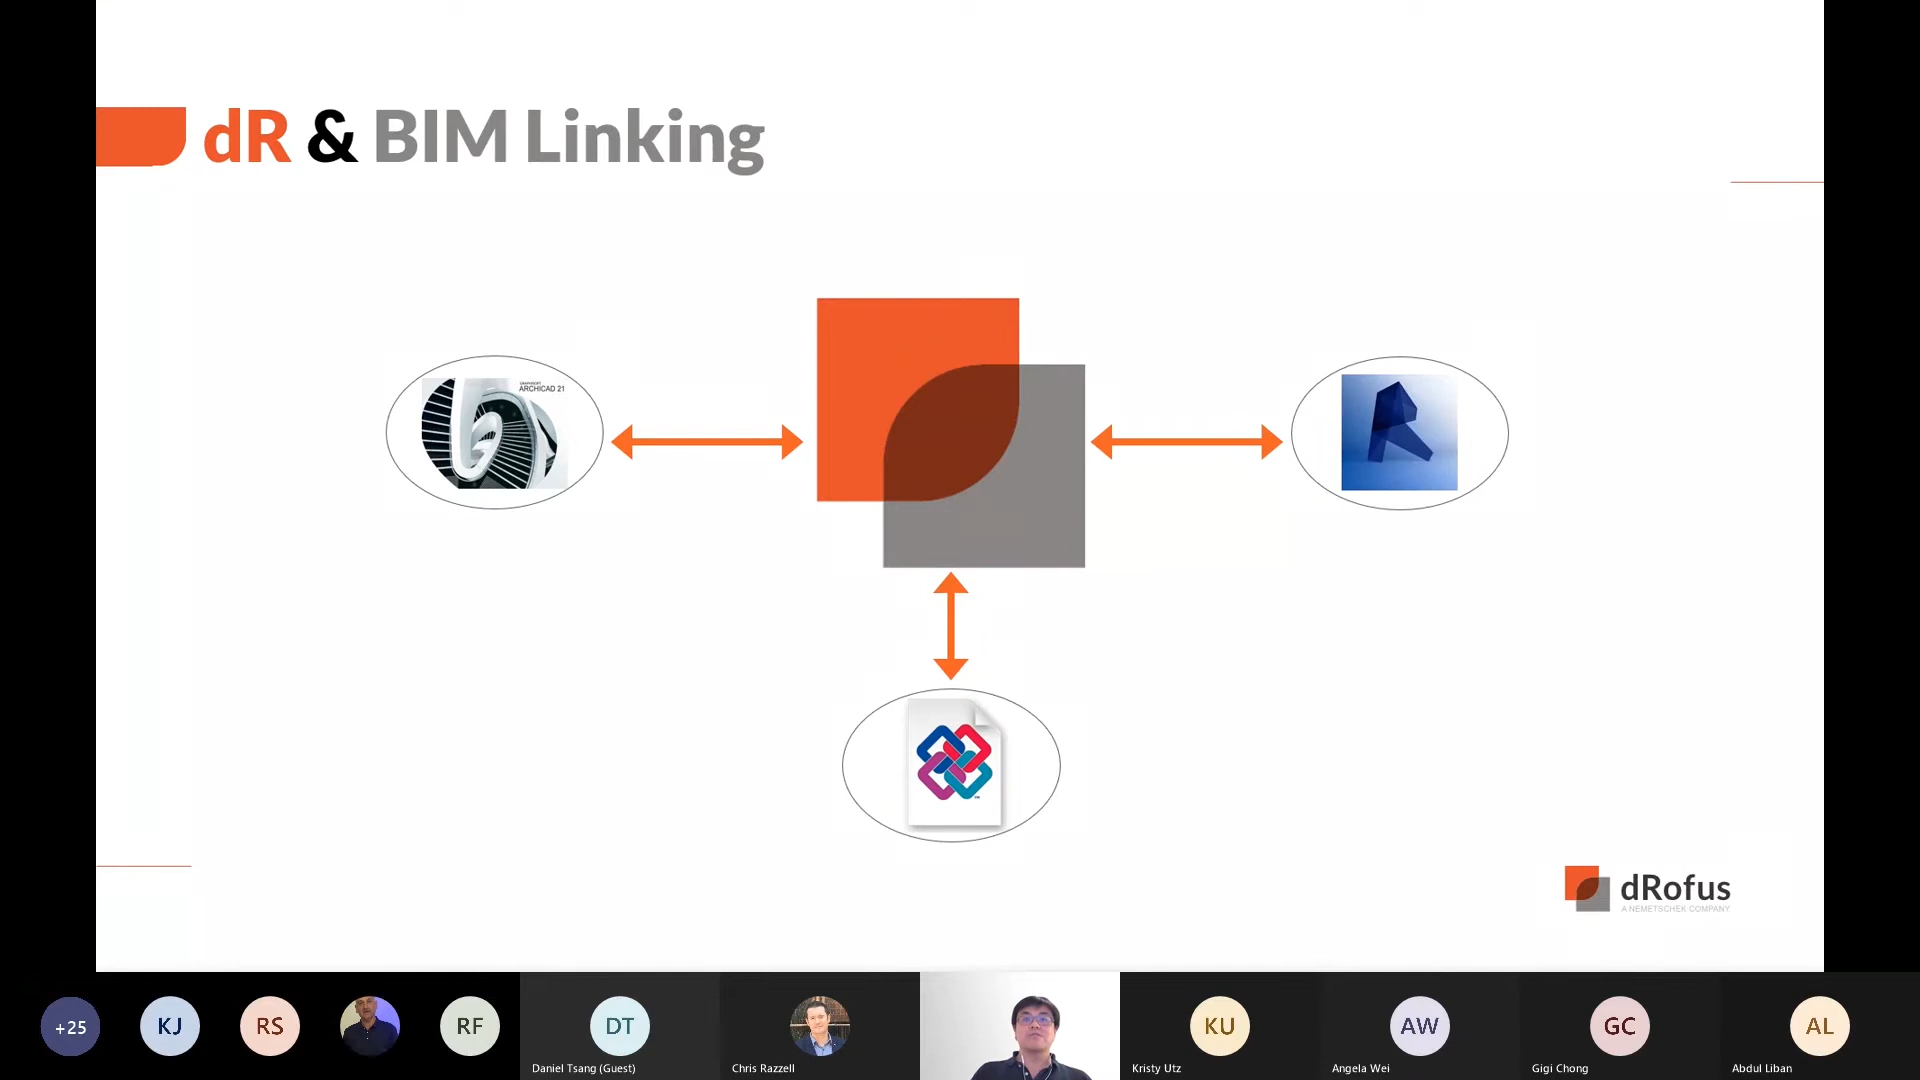 dR & BIM Linking
GRAPHISOFT
ARCHICAD 21
dRofus
A NEMETSCHEK COMPANY
+25
KJ
RS
RF
DT
KU
AW
GC
AL
Daniel Tsang (Guest)
Chris Razzell
Kristy Utz
Angela Wei
Gigi Chong
Abdul Liban